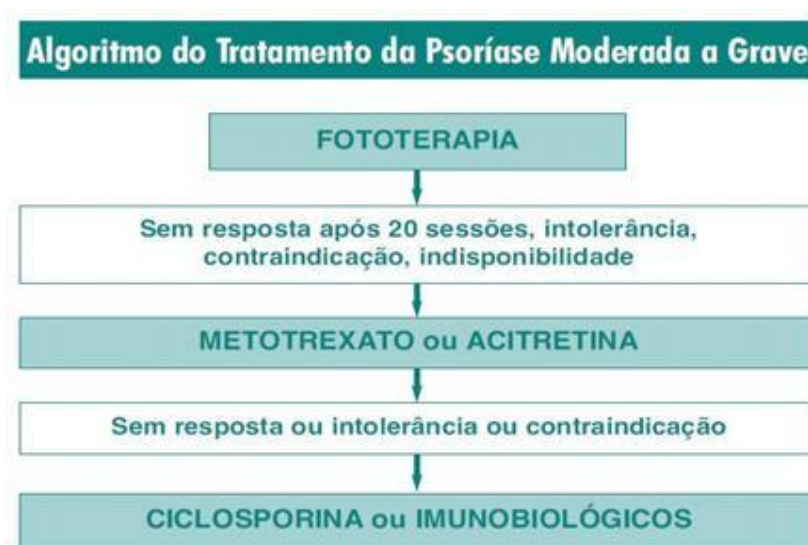 Algoritmo do Tratamento da Psoríase Moderada a Grave
FOTOTERAPIA
Sem resposta após 20 sessões, intolerância,
contraindicação, indisponibilidade
METOTREXATO ou ACITRETINA
Sem resposta ou intolerância ou contraindicação
CICLOSPORINA ou IMUNOBIOLÓGICOS